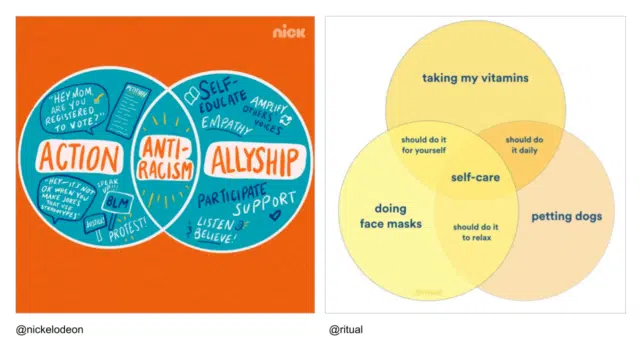 nick
"HEY MOM,
ARE YOU
REGISTERED
TO VOTE?"
PETITION
ACTION
"HEY-IT'S NOT
OK WHEN YOU
MAKE JOKES
THAT USE
STEREOTYPES"
SPEAK
UP!
BLM
JUSTICE
PROTEST!
ANTI-
RACISM
SELF-
EDUCATE
AMPLIFY
OTHERS'
VOICES
EMPATHY
ALLYSHIP
PARTICIPATE
SUPPORT
LISTEN &
BELIEVE!
@nickelodeon
taking my vitamins
should do it
for yourself
should do
it daily
self-care
doing
face masks
petting dogs
should do it
to relax
@ritual